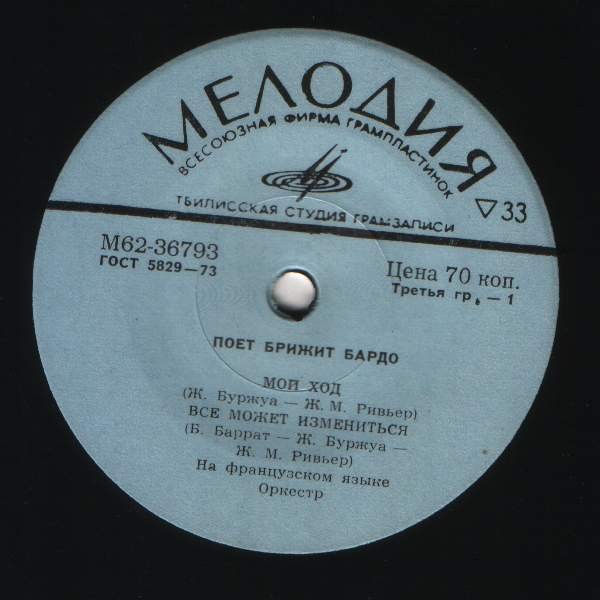 МЕЛОДИЯ
ВСЕСОЮЗНАЯ ФИРМА ГРАМПЛАСТИНОК
ТБИЛИССКАЯ СТУДИЯ ГРАМЗАПИСИ
▽33
М62-36793
ГОСТ 5829—73
Цена 70 коп.
Третья гр. — 1
ПОЕТ БРИЖИТ БАРДО
МОЙ ХОД
(Ж. Буржуа — Ж. М. Ривьер)
ВСЕ МОЖЕТ ИЗМЕНИТЬСЯ
(Б. Баррат — Ж. Буржуа —
Ж. М. Ривьер)
На французском языке
Оркестр